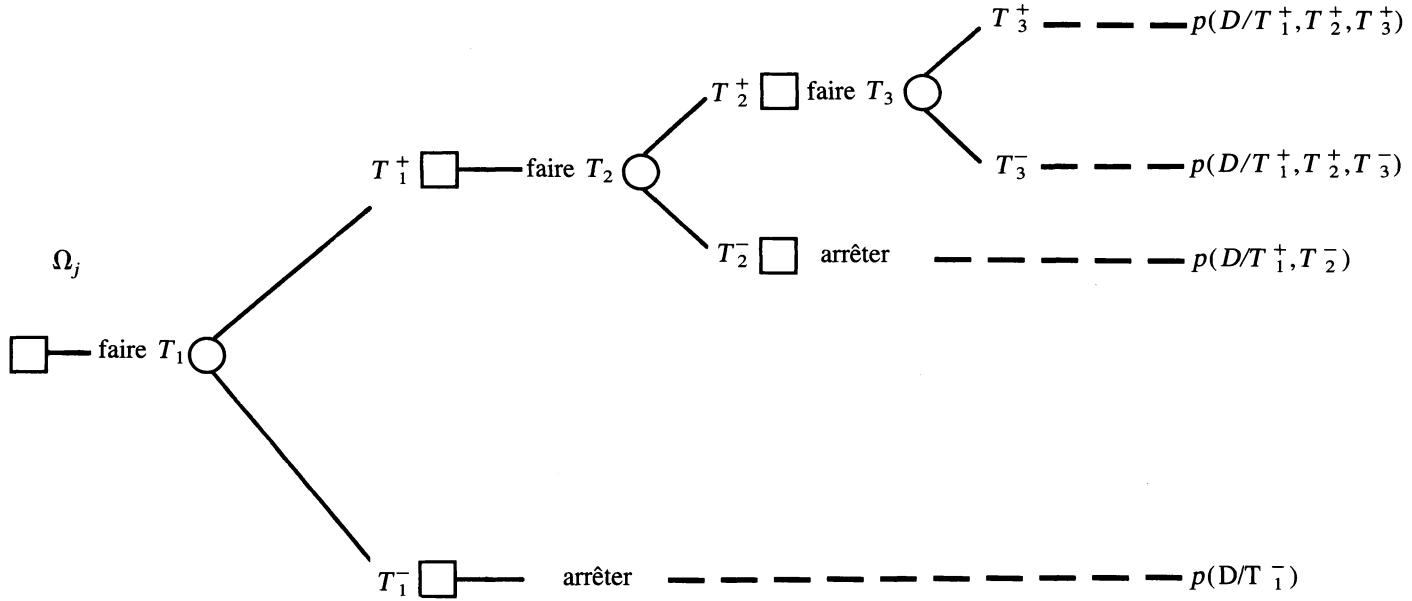 T₃⁺ p(D/T₁⁺,T₂⁺,T₃⁺)
T₂⁺ faire T₃
T₁⁺ faire T₂ T₃⁻ p(D/T₁⁺,T₂⁺,T₃⁻)
Ωⱼ T₂⁻ arrêter p(D/T₁⁺,T₂⁻)
faire T₁
T₁⁻ arrêter p(D/T₁⁻)